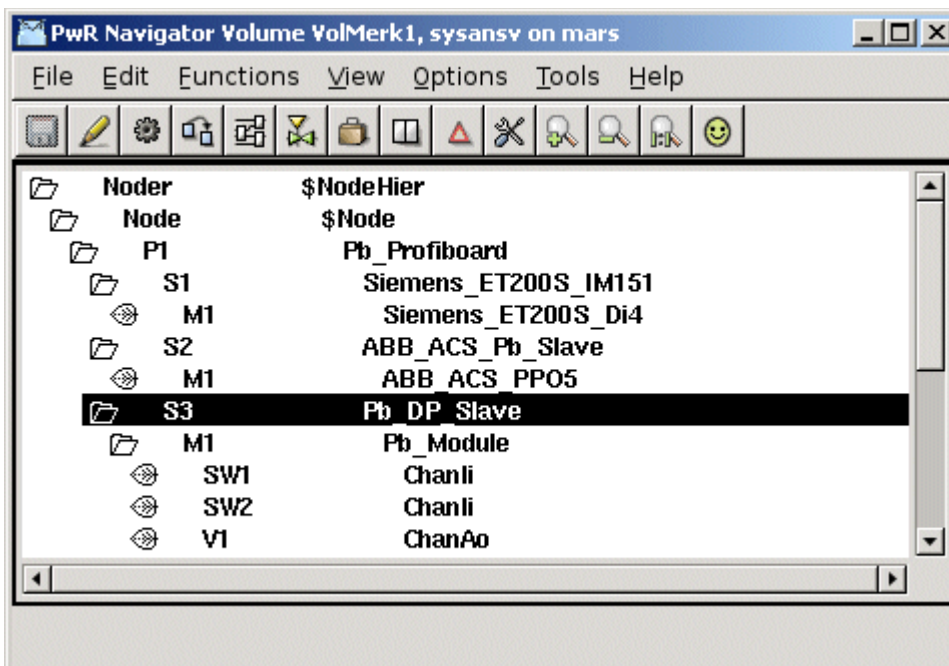 PwR Navigator Volume VolMerk1, sysansv on mars
File Edit Functions View Options Tools Help
Noder $NodeHier
Node $Node
P1 Pb_Profiboard
S1 Siemens_ET200S_IM151
M1 Siemens_ET200S_Di4
S2 ABB_ACS_Pb_Slave
M1 ABB_ACS_PPO5
S3 Pb_DP_Slave
M1 Pb_Module
SW1 ChanIi
SW2 ChanIi
V1 ChanAo